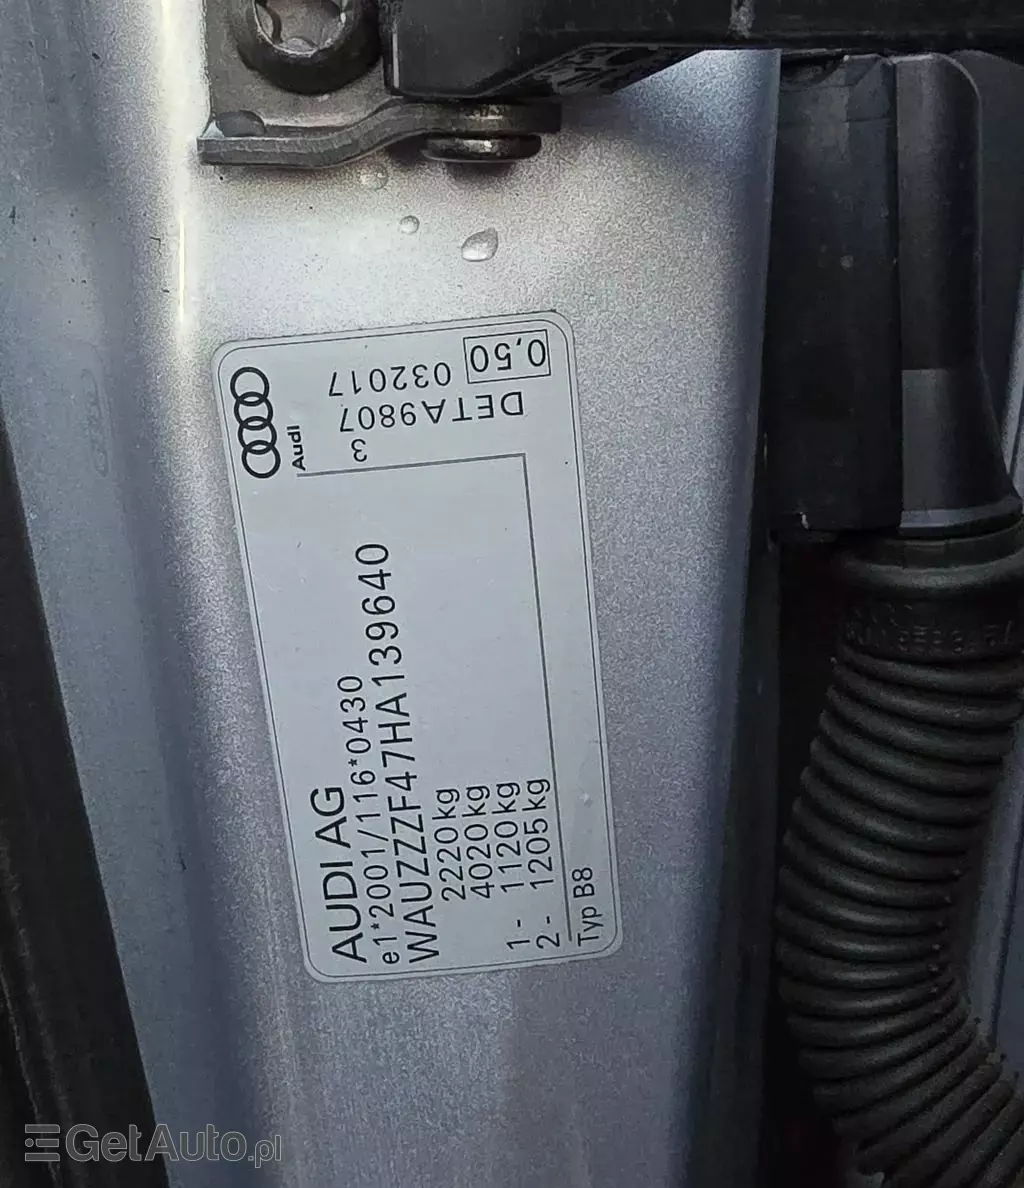 AUDI AG
e1*2001/116*0430
WAUZZZF47HA139640
2220 kg
4020 kg
1 - 1120 kg
2 - 1205 kg
Typ B8
Audi
3
DETA9807
032017 0,50
GetAuto.pl